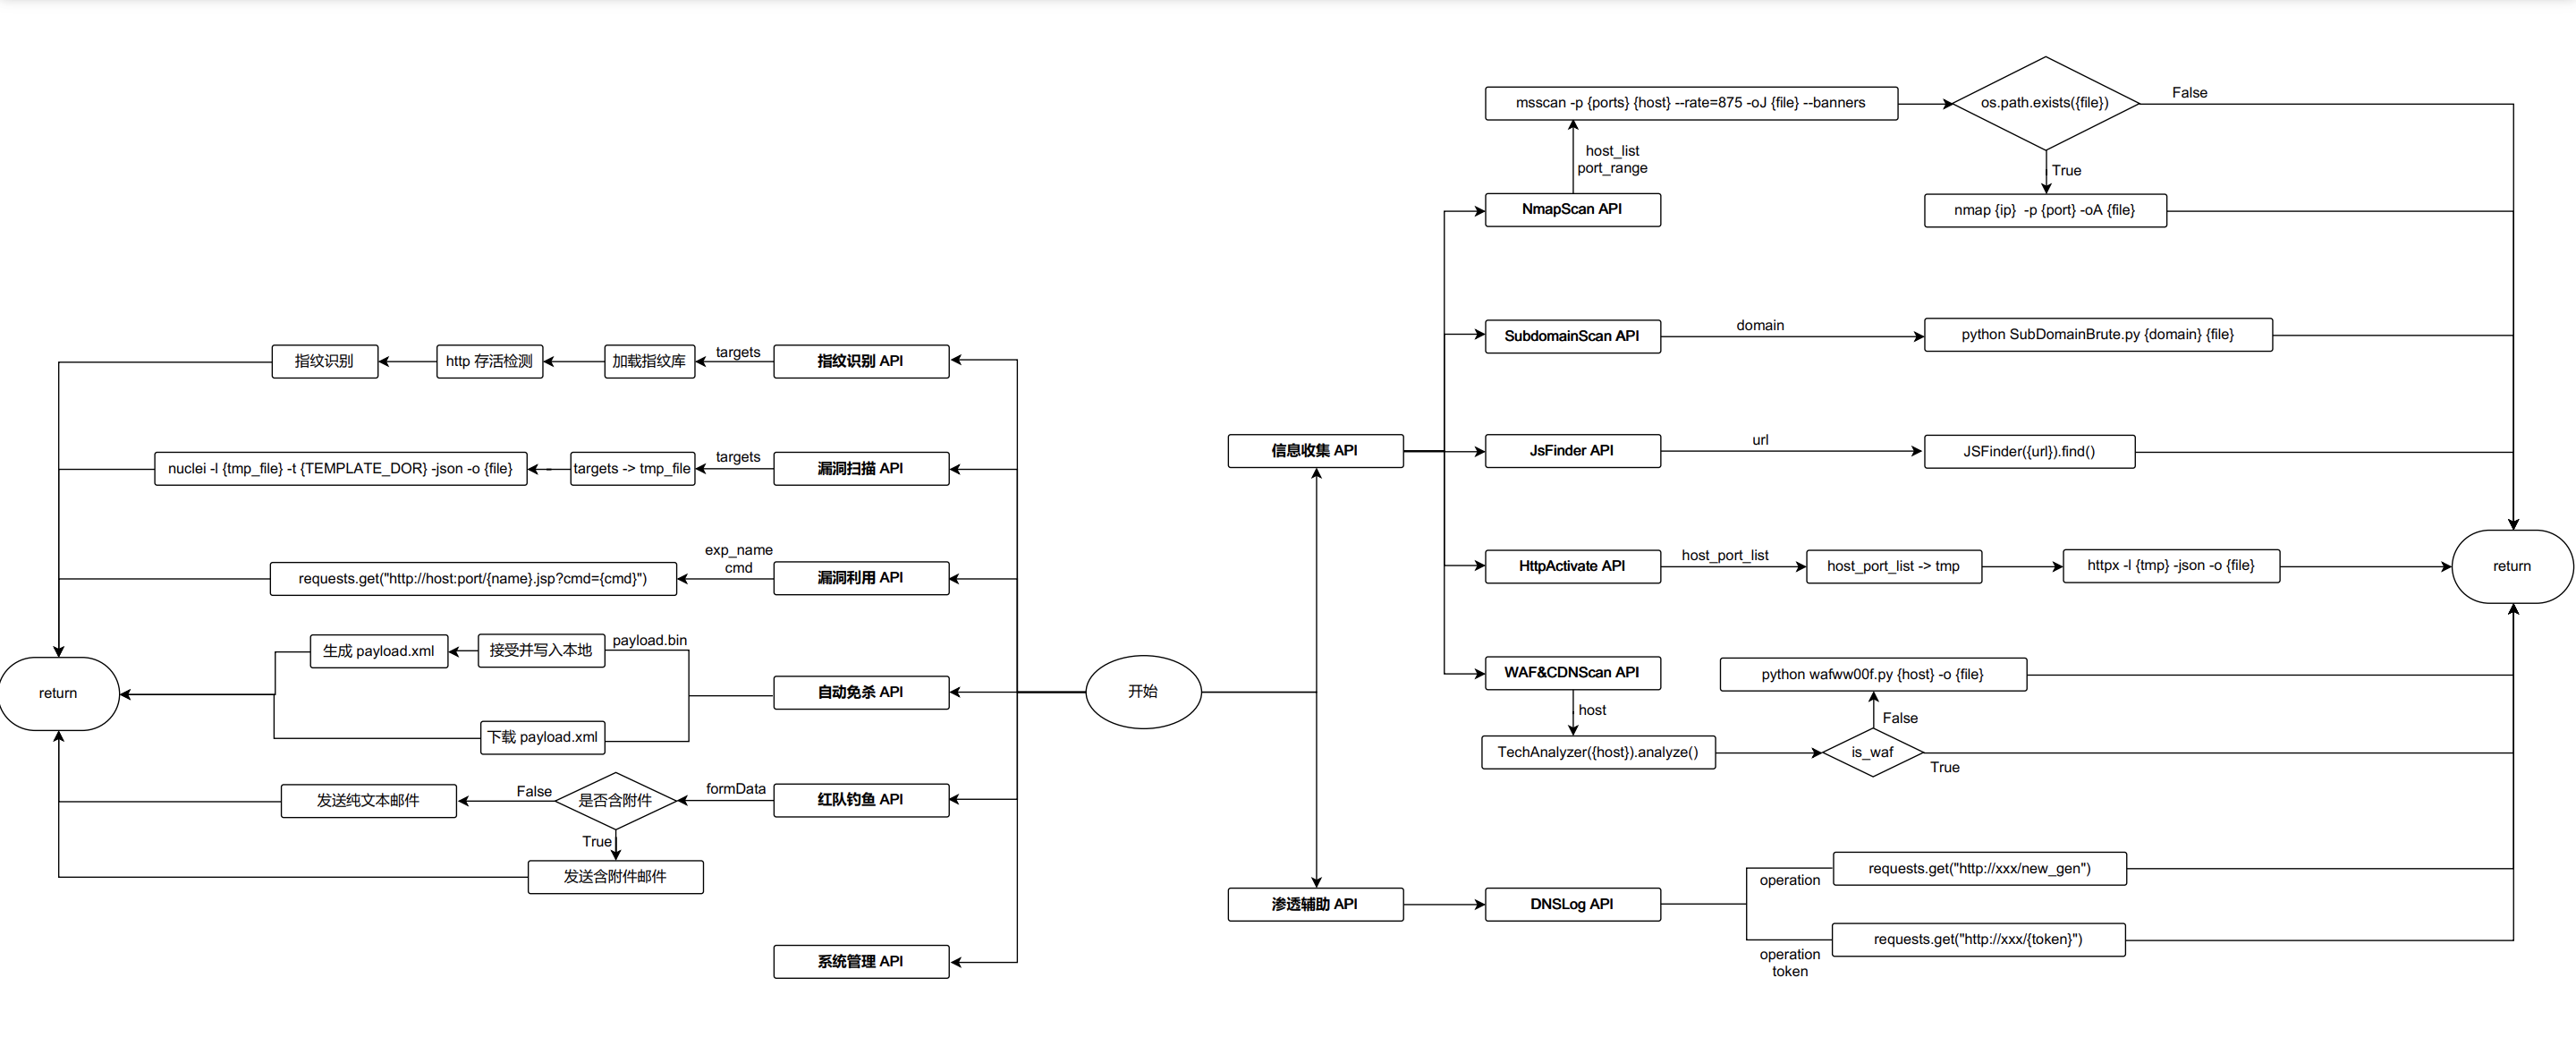 msscan -p {ports} {host} --rate=875 -oJ {file} --banners
os.path.exists({file})
False
host_list
port_range
True
NmapScan API
nmap {ip}  -p {port} -oA {file}
SubdomainScan API
domain
python SubDomainBrute.py {domain} {file}
指纹识别
http 存活检测
加载指纹库
targets
指纹识别 API
信息收集 API
JsFinder API
url
JSFinder({url}).find()
nuclei -l {tmp_file} -t {TEMPLATE_DOR} -json -o {file}
targets -> tmp_file
targets
漏洞扫描 API
exp_name
cmd
requests.get("http://host:port/{name}.jsp?cmd={cmd}")
漏洞利用 API
HttpActivate API
host_port_list
host_port_list -> tmp
httpx -l {tmp} -json -o {file}
return
生成 payload.xml
接受并写入本地
payload.bin
return
自动免杀 API
开始
下载 payload.xml
WAF&CDNScan API
python wafww00f.py {host} -o {file}
host
False
TechAnalyzer({host}).analyze()
is_waf
True
发送纯文本邮件
False
是否含附件
formData
红队钓鱼 API
True
发送含附件邮件
渗透辅助 API
DNSLog API
operation
requests.get("http://xxx/new_gen")
requests.get("http://xxx/{token}")
operation
token
系统管理 API